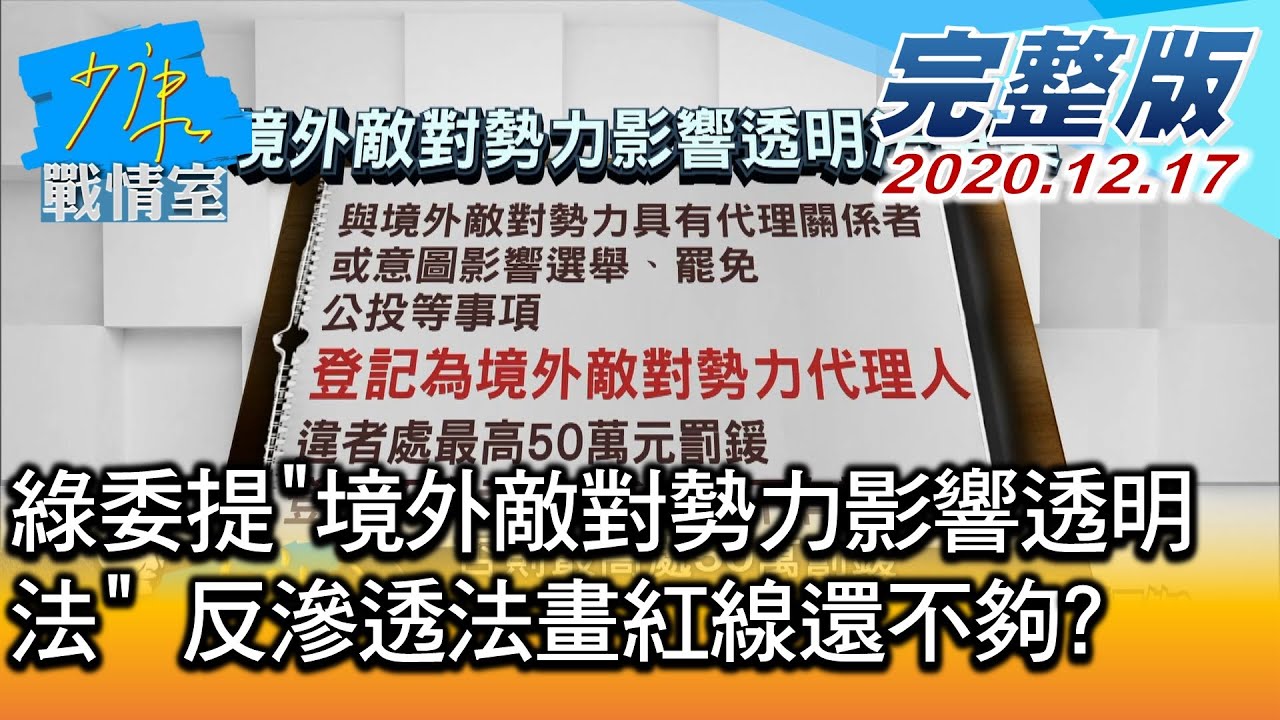 少康
戰情室
完整版
2020.12.17
境外敵對勢力影響透明法
與境外敵對勢力具有代理關係者
或意圖影響選舉、罷免
公投等事項
登記為境外敵對勢力代理人
違者處最高50萬元罰鍰
綠委提"境外敵對勢力影響透明
法" 反滲透法畫紅線還不夠?